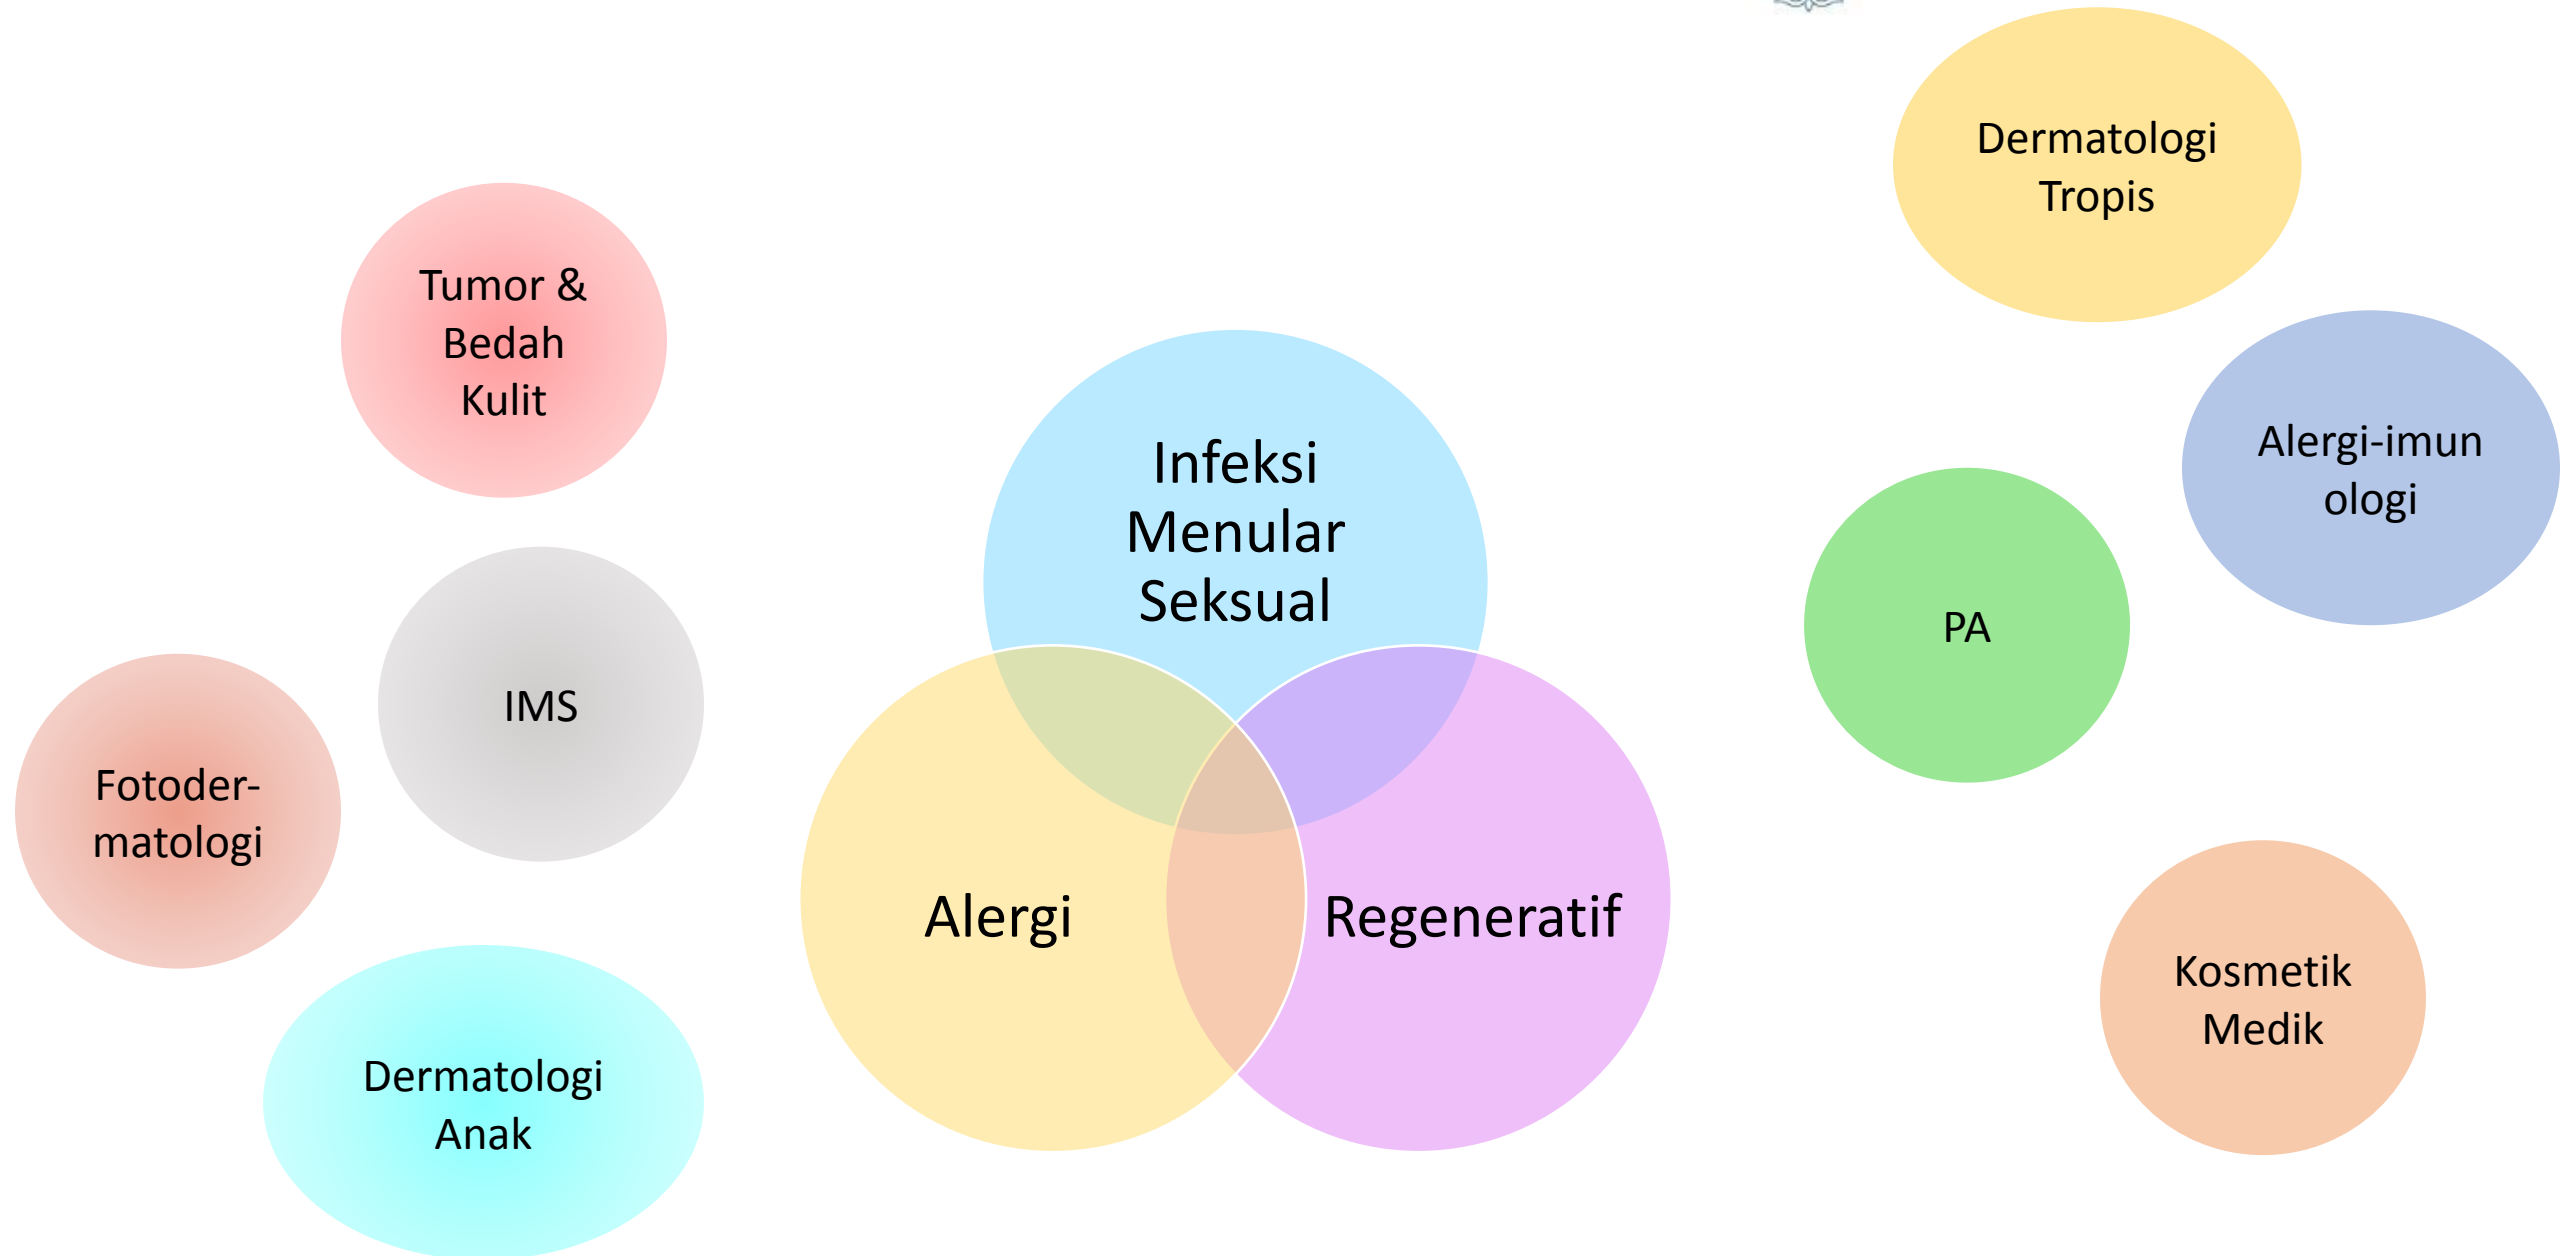 Tumor &
Bedah
Kulit
IMS
Fotoder-
matologi
Dermatologi
Anak
Infeksi
Menular
Seksual
Alergi
Regeneratif
Dermatologi
Tropis
Alergi-imun
ologi
PA
Kosmetik
Medik